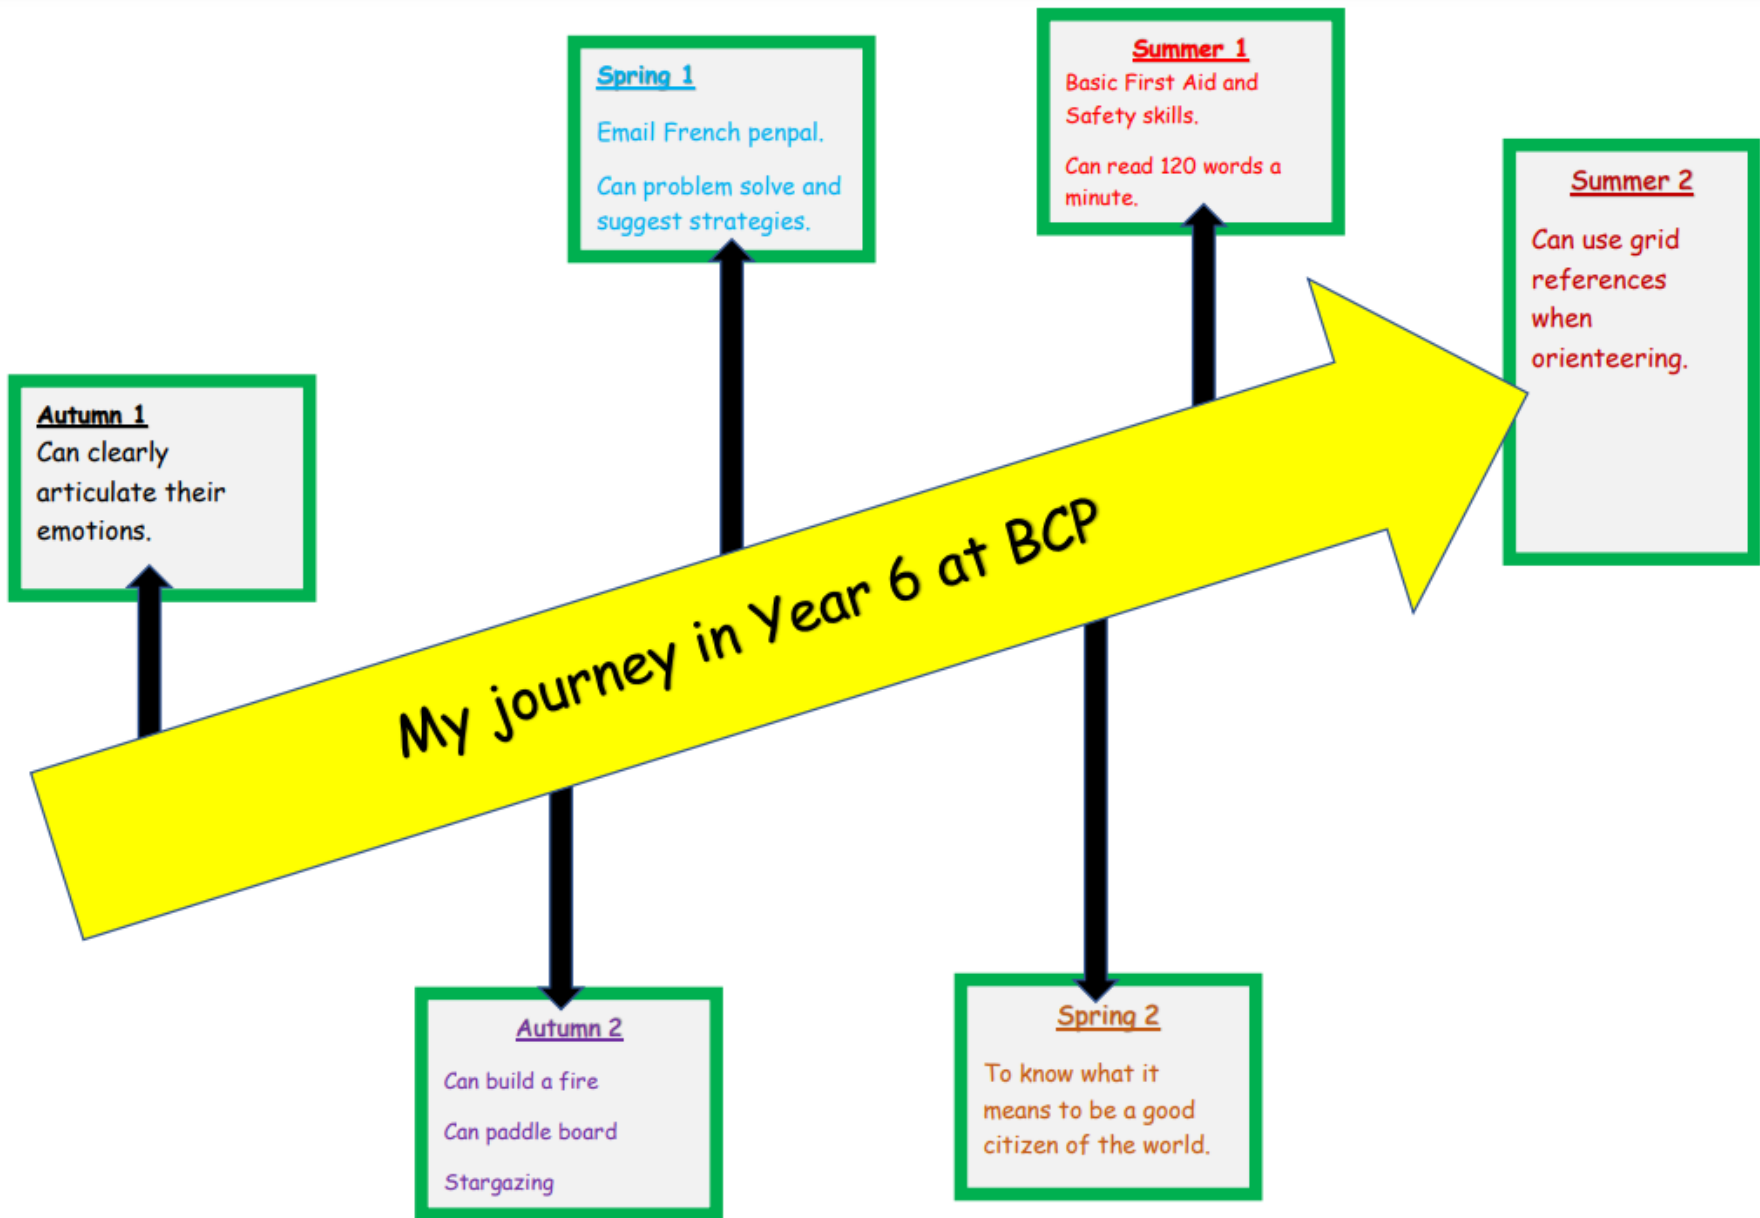 Summer 1
Basic First Aid and
Safety skills.
Can read 120 words a
minute.
Spring 1
Email French penpal.
Can problem solve and
suggest strategies.
Summer 2
Can use grid
references
when
orienteering.
Autumn 1
Can clearly
articulate their
emotions.
My journey in Year 6 at BCP
Autumn 2
Can build a fire
Can paddle board
Stargazing
Spring 2
To know what it
means to be a good
citizen of the world.